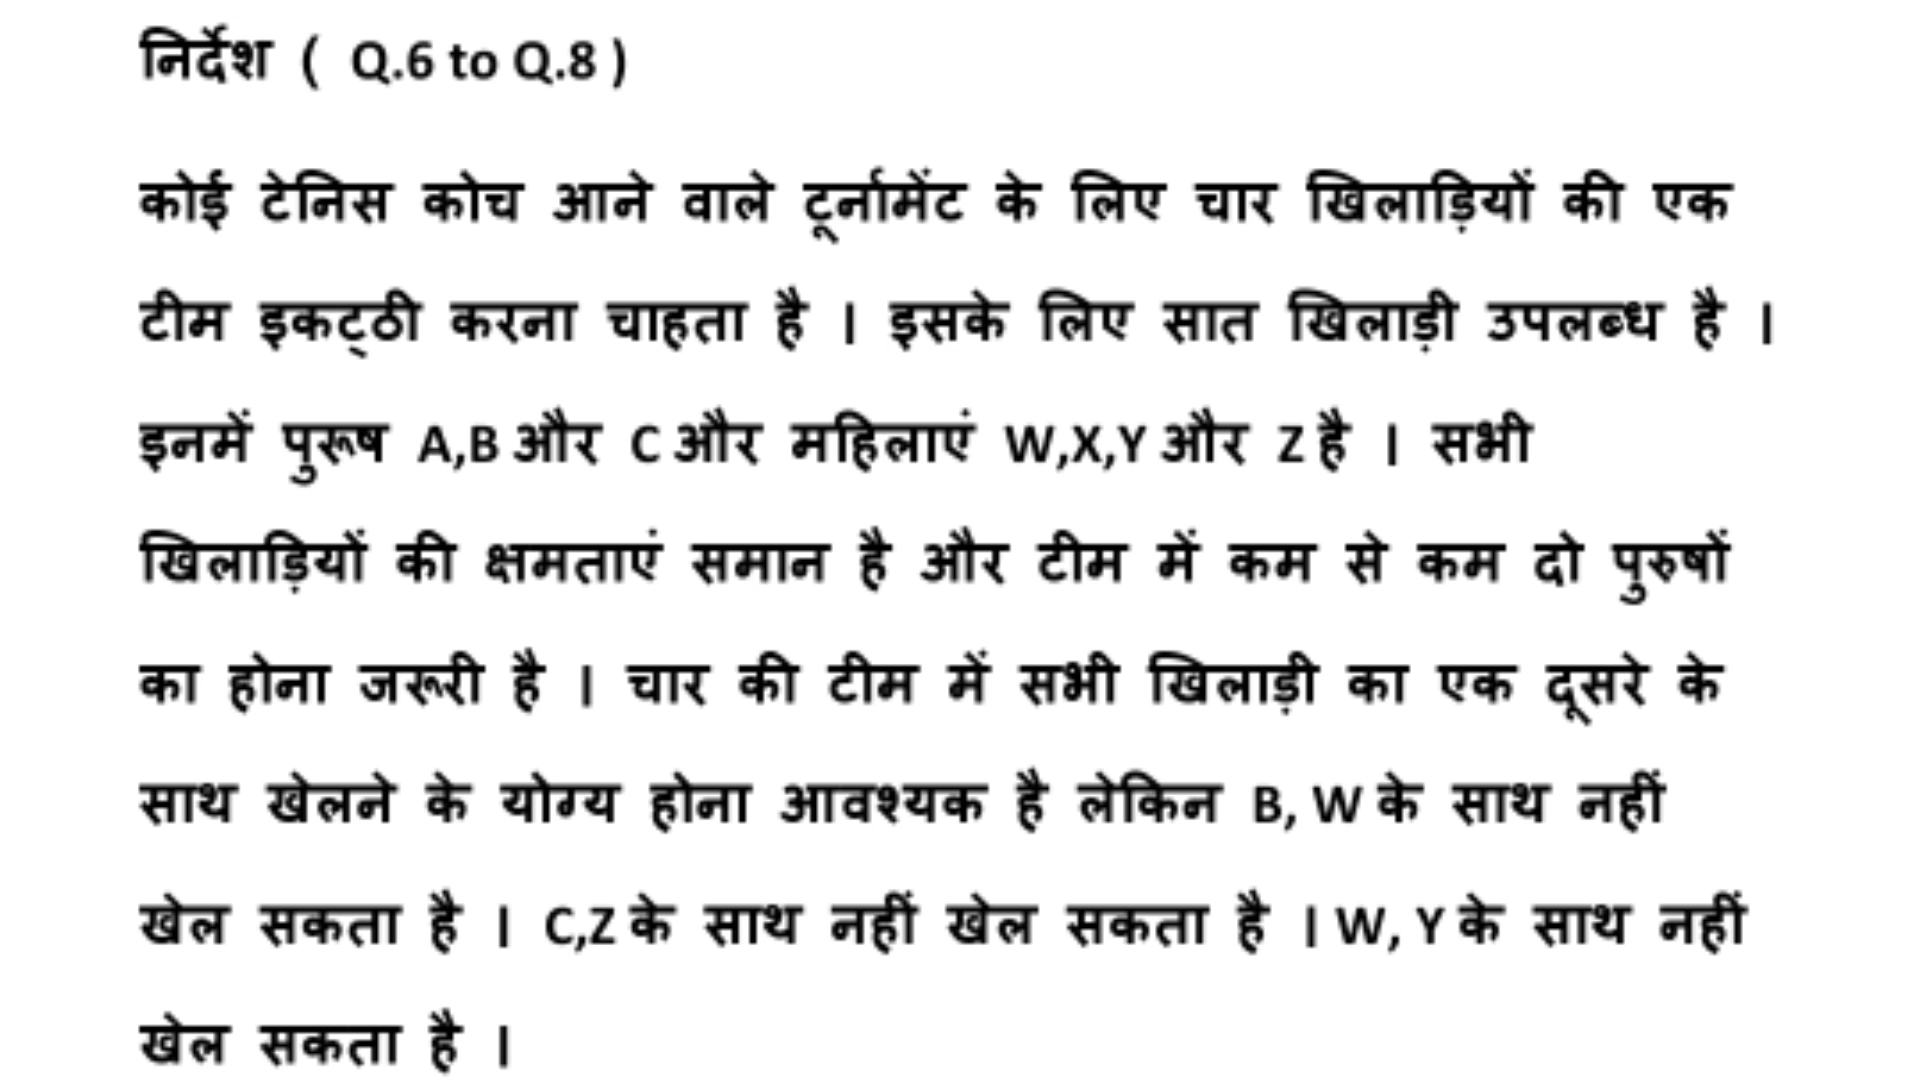 निर्देश ( Q.6 to Q.8 )
कोई टेनिस कोच आने वाले टूर्नामेंट के लिए चार खिलाड़ियों की एक
टीम इकट्ठी करना चाहता है । इसके लिए सात खिलाड़ी उपलब्ध है ।
इनमें पुरूष A,B और C और महिलाएं W,X,Y और Z है । सभी
खिलाड़ियों की क्षमताएं समान है और टीम में कम से कम दो पुरुषों
का होना जरूरी है । चार की टीम में सभी खिलाड़ी का एक दूसरे के
साथ खेलने के योग्य होना आवश्यक है लेकिन B, W के साथ नहीं
खेल सकता है । C,Z के साथ नहीं खेल सकता है । W, Y के साथ नहीं
खेल सकता है ।